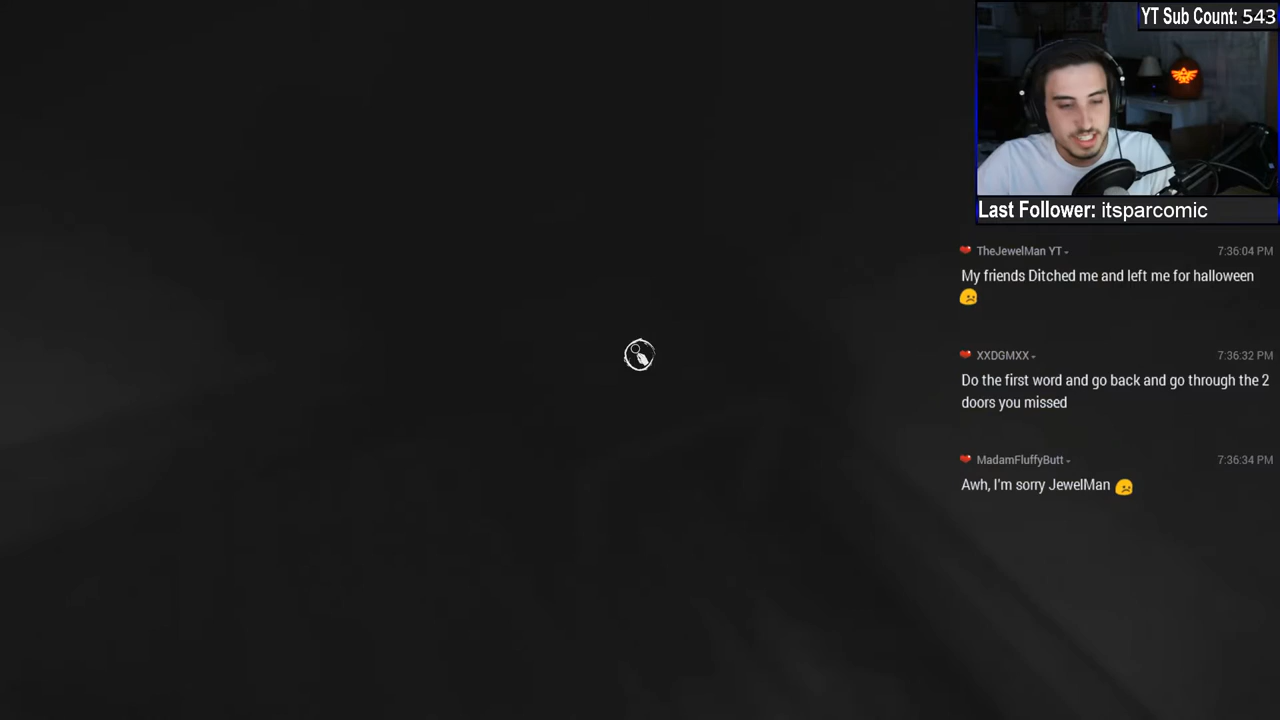 YT Sub Count: 543
Last Follower: itsparcomic
TheJewelMan YT 7:36:04 PM
My friends Ditched me and left me for halloween
XXDGMXX 7:36:32 PM
Do the first word and go back and go through the 2
doors you missed
MadamFluffyButt 7:36:34 PM
Awh, I'm sorry JewelMan